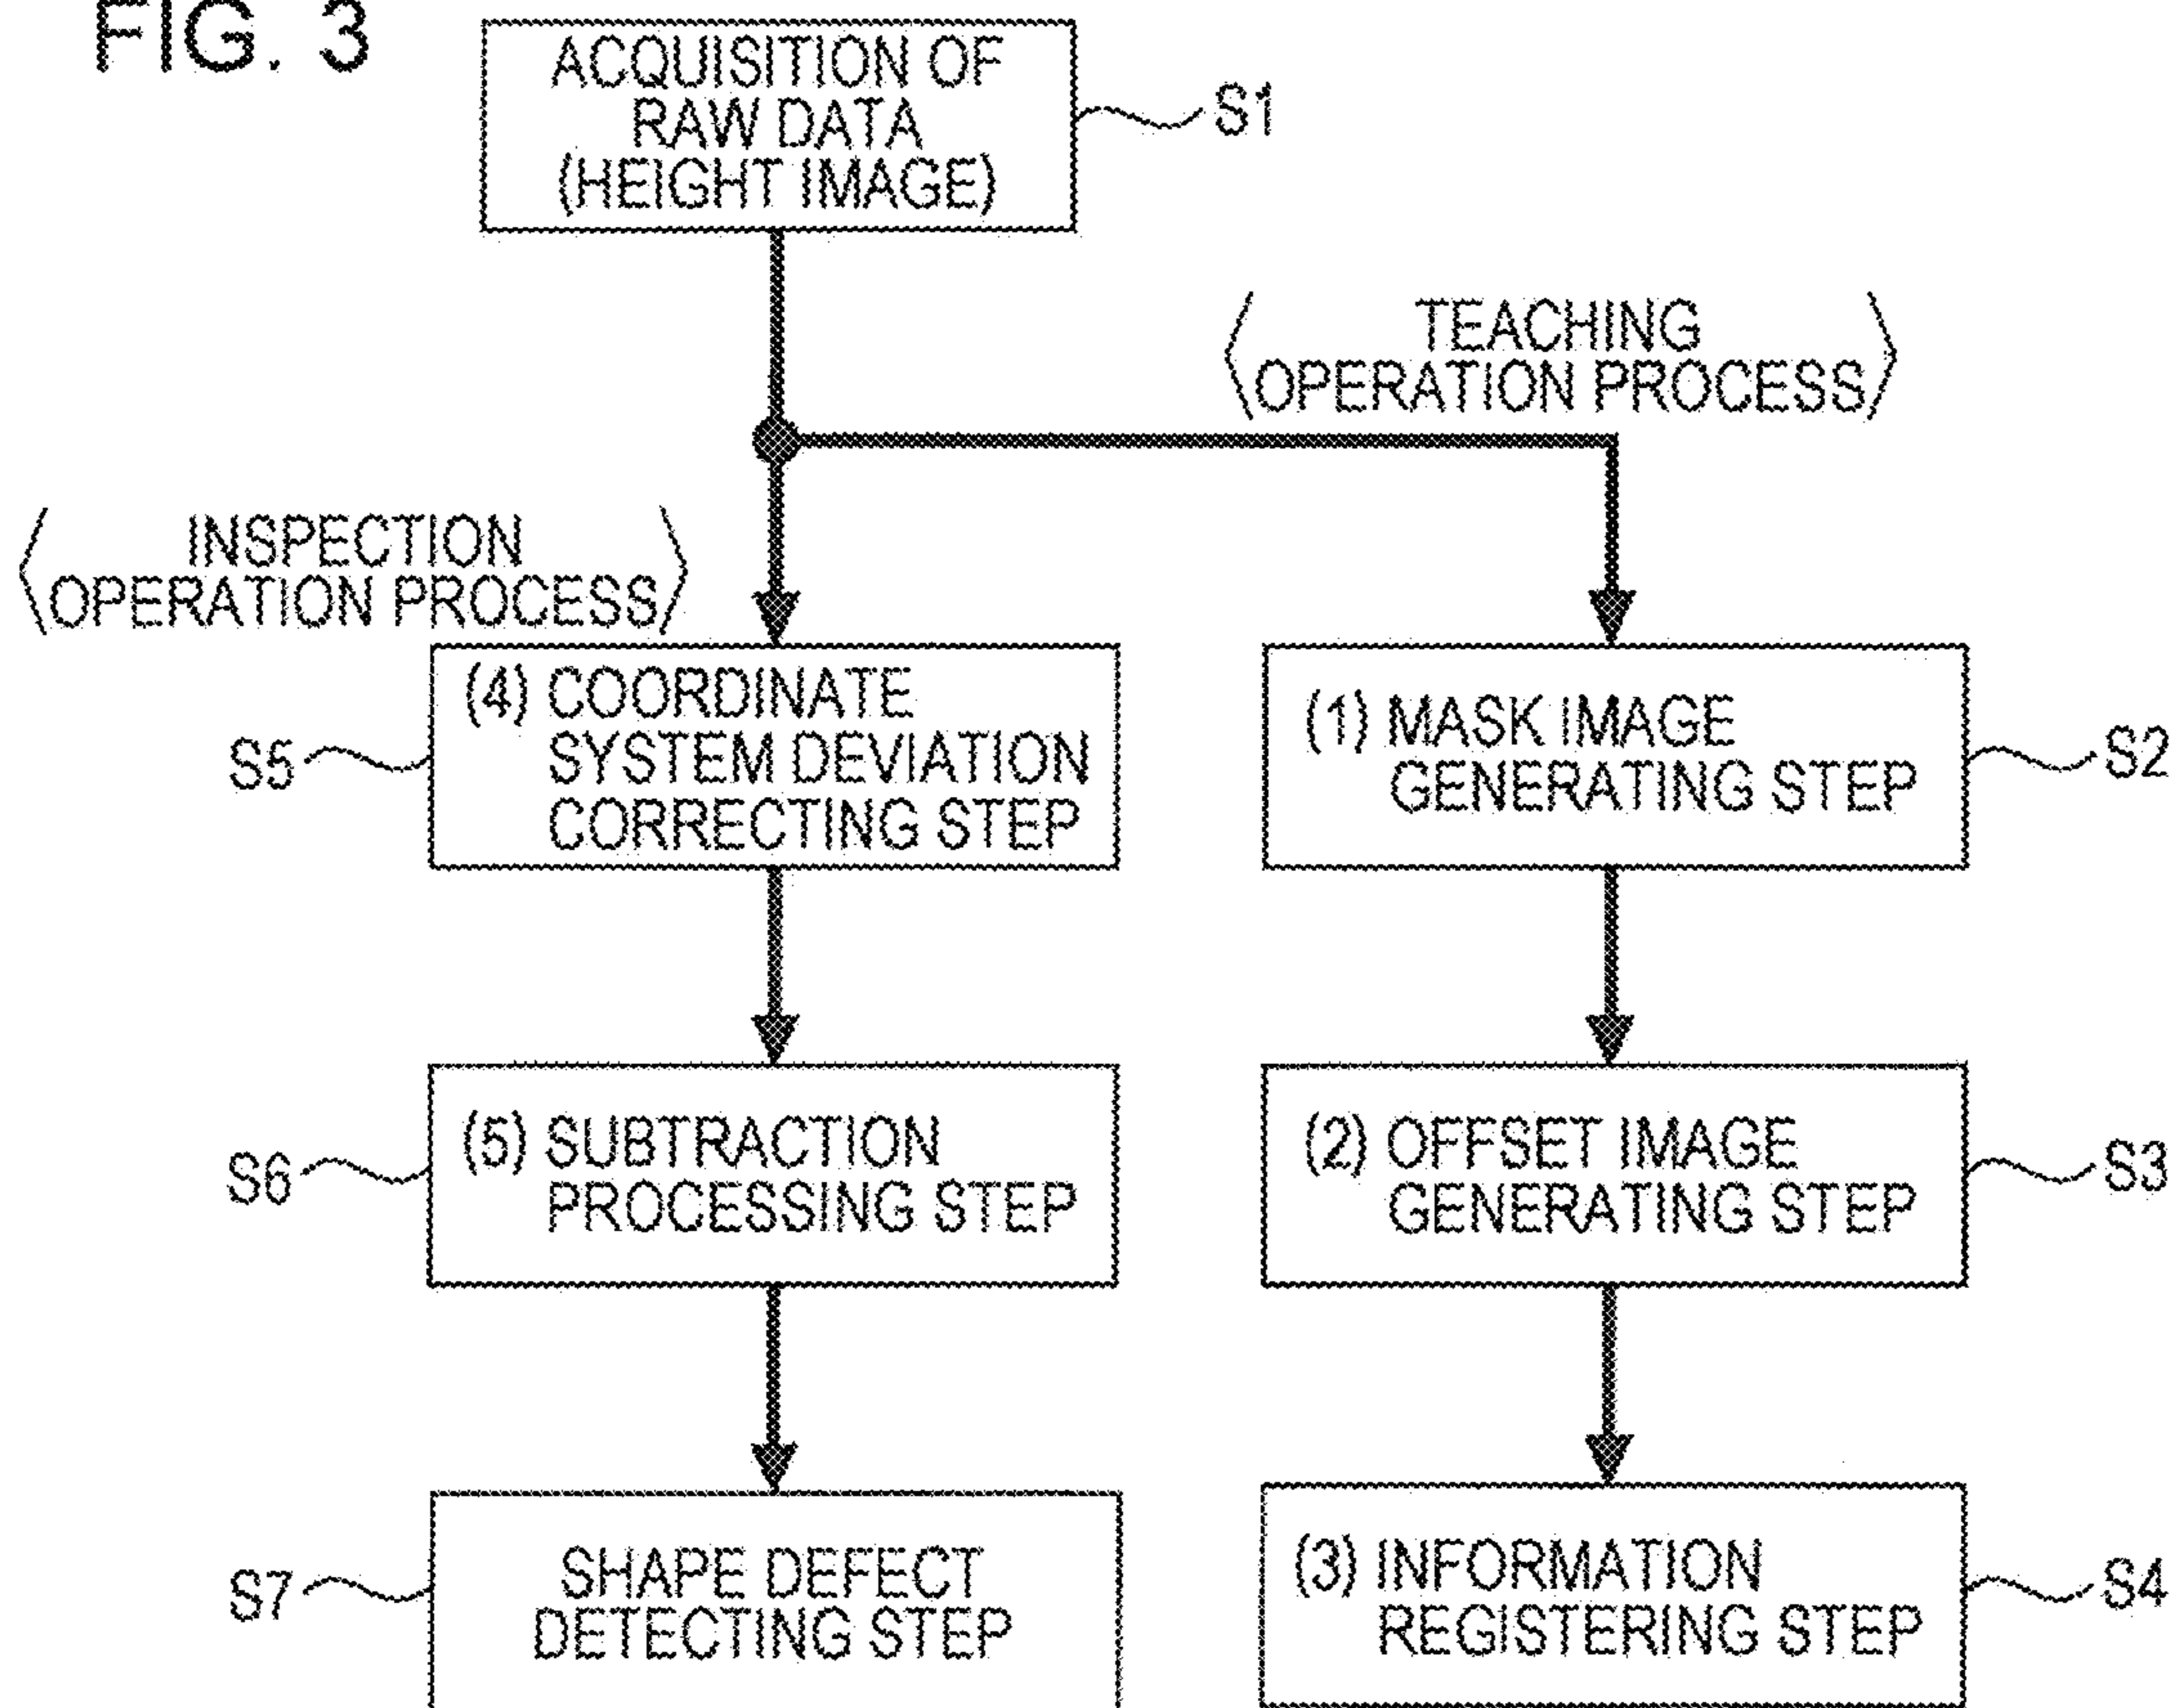 FIG. 3
ACQUISITION OF
RAW DATA
(HEIGHT IMAGE)
S1
TEACHING
OPERATION PROCESS
INSPECTION
OPERATION PROCESS
(4) COORDINATE
SYSTEM DEVIATION
CORRECTING STEP
S5
(1) MASK IMAGE
GENERATING STEP
S2
(5) SUBTRACTION
PROCESSING STEP
S6
(2) OFFSET IMAGE
GENERATING STEP
S3
SHAPE DEFECT
DETECTING STEP
S7
(3) INFORMATION
REGISTERING STEP
S4